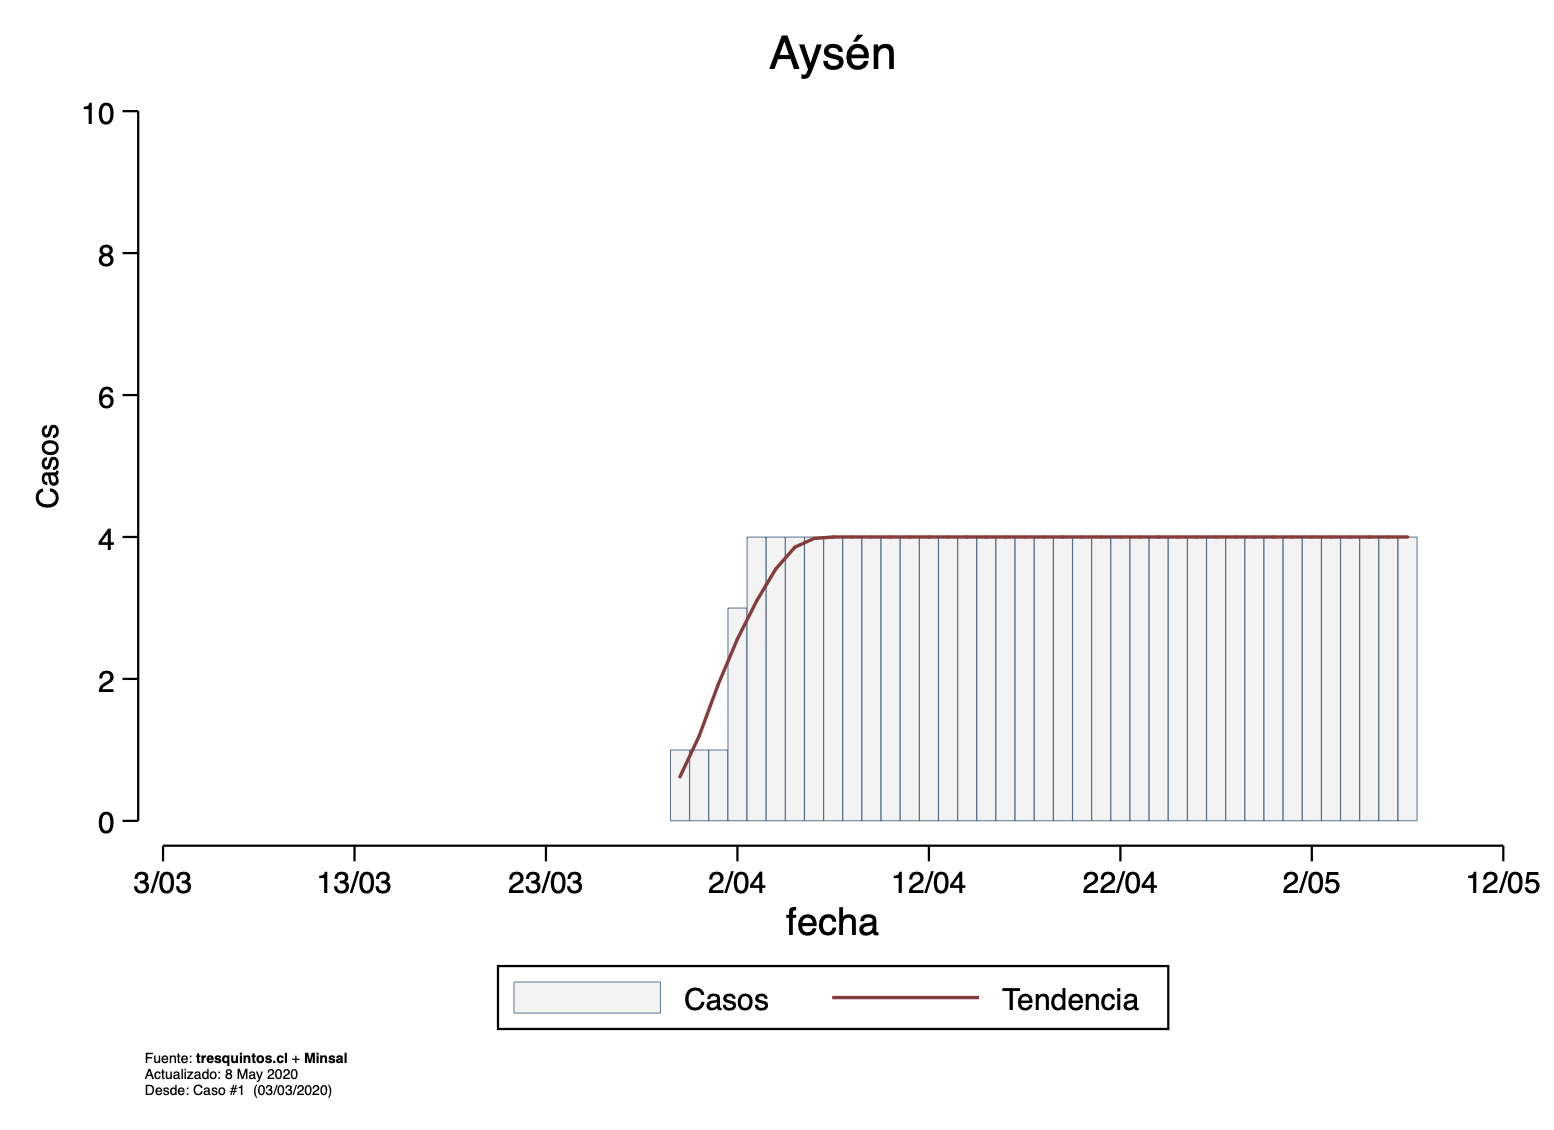 Aysén
10
8
6
4
2
0
Casos
3/03 13/03 23/03 2/04 12/04 22/04 2/05 12/05
fecha
Casos Tendencia
Fuente: tresquintos.cl + Minsal
Actualizado: 8 May 2020
Desde: Caso #1 (03/03/2020)